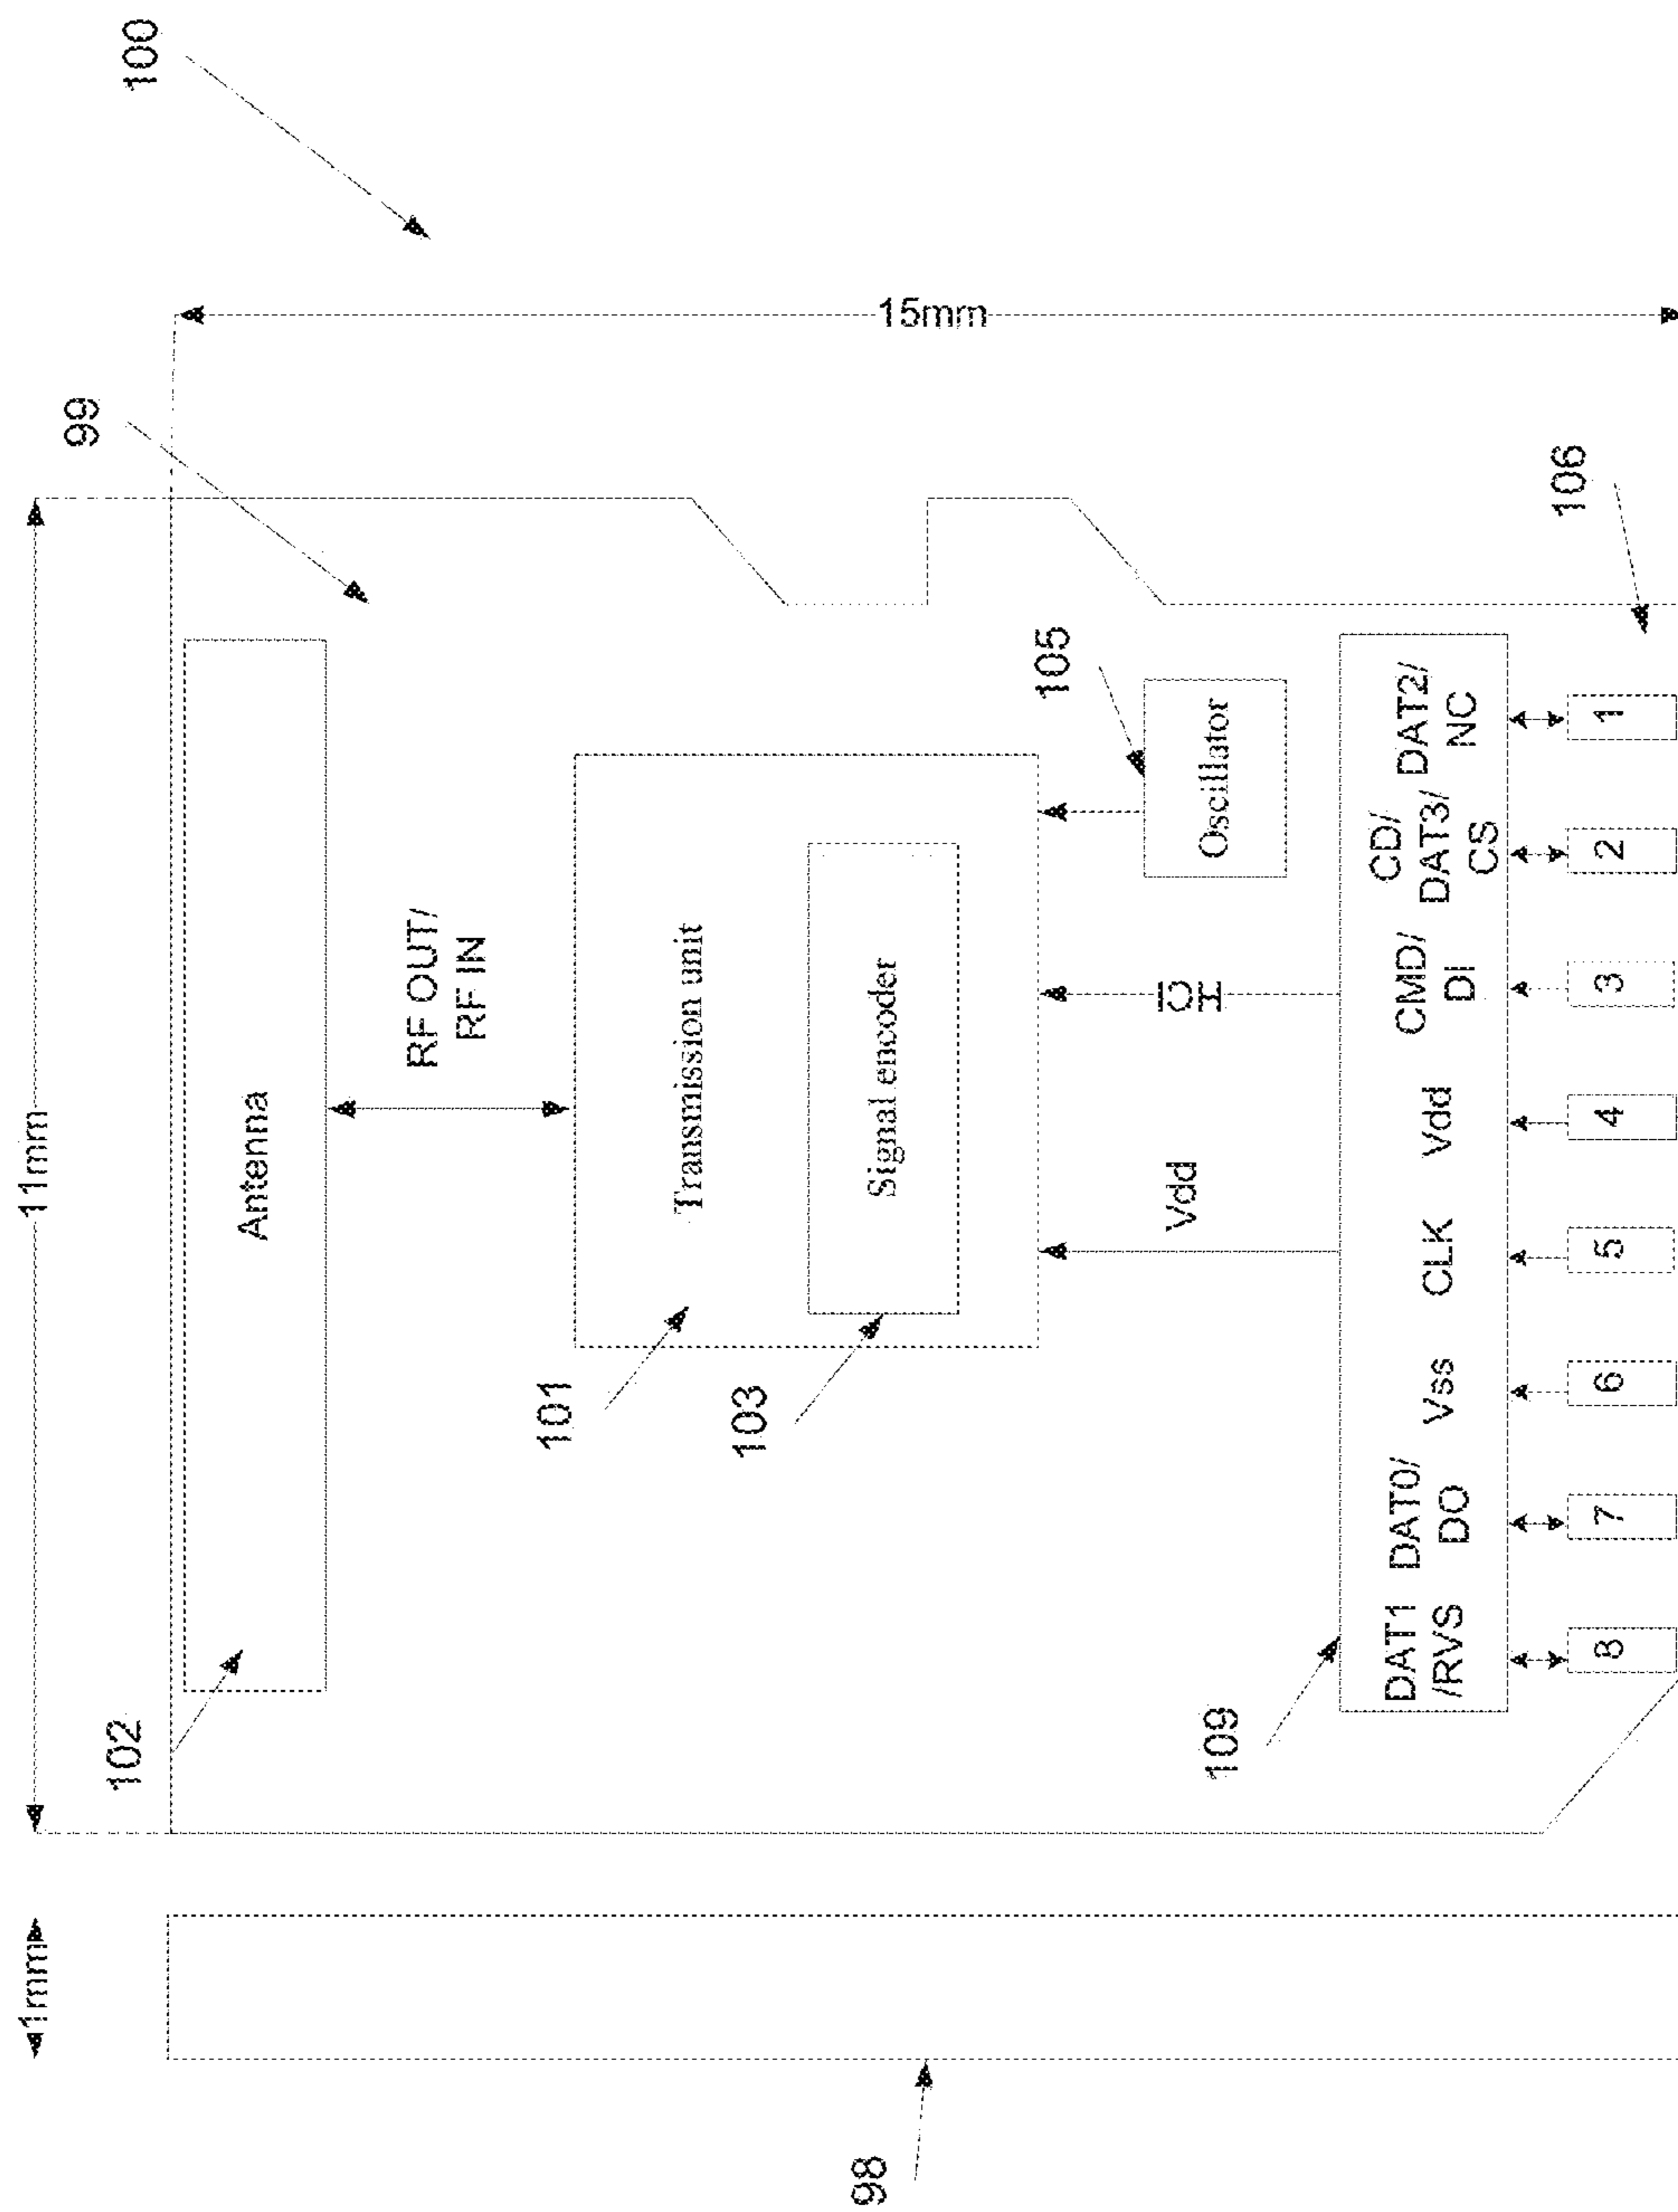 1mm
11mm
99
102
100
Antenna
RF OUT/
RF IN
101
Transmission unit
103
98
Signal encoder
15mm
105
Vdd
Oscillator
109
DAT1
/RVS
DAT0/
DO
Vss
CLK
Vdd
CMD/
DI
CD/
DAT3/
CS
DAT2/
NC
106
8
7
6
5
4
3
2
1